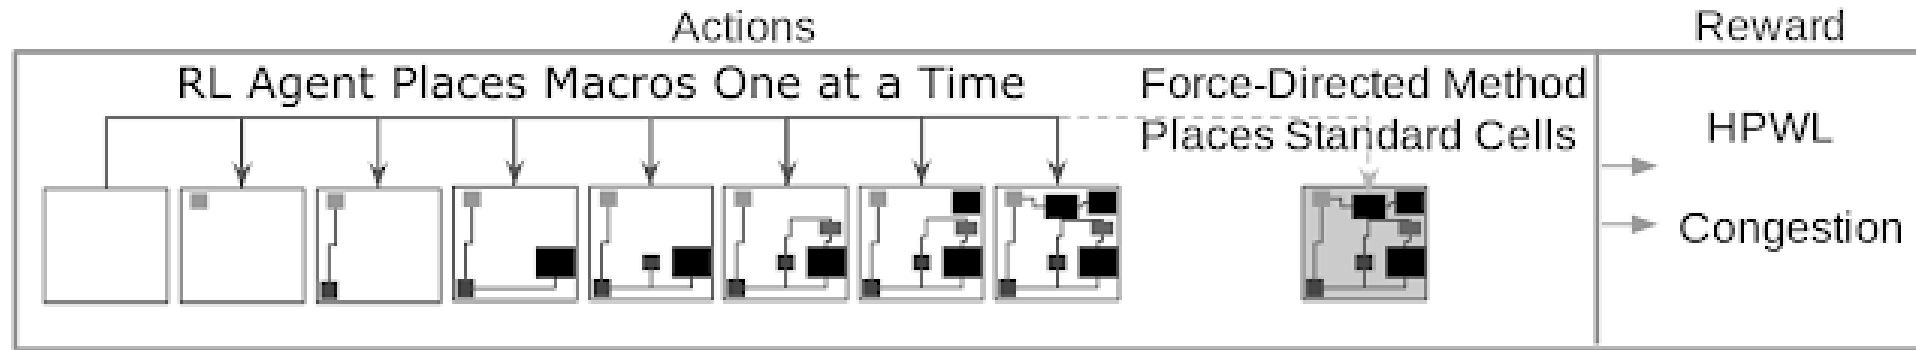 Actions
Reward
RL Agent Places Macros One at a Time
Force-Directed Method
Places Standard Cells
HPWL
Congestion